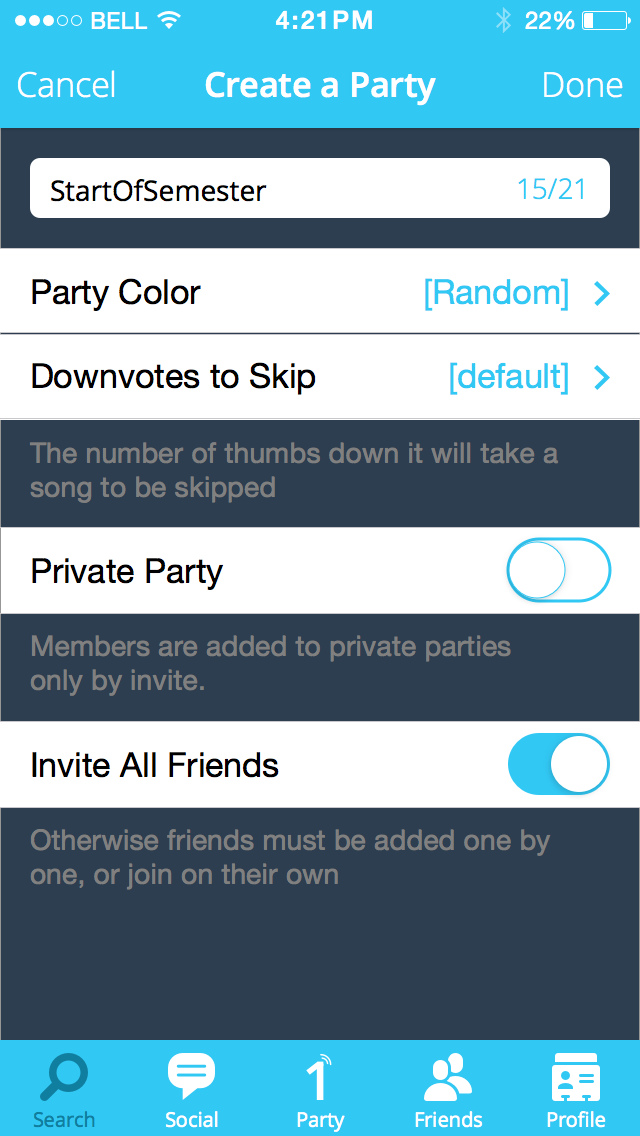 BELL 4:21PM 22%
Cancel Create a Party Done
StartOfSemester 15/21
Party Color [Random]
Downvotes to Skip [default]
The number of thumbs down it will take a
song to be skipped
Private Party
Members are added to private parties
only by invite.
Invite All Friends
Otherwise friends must be added one by
one, or join on their own
1
Search Social Party Friends Profile